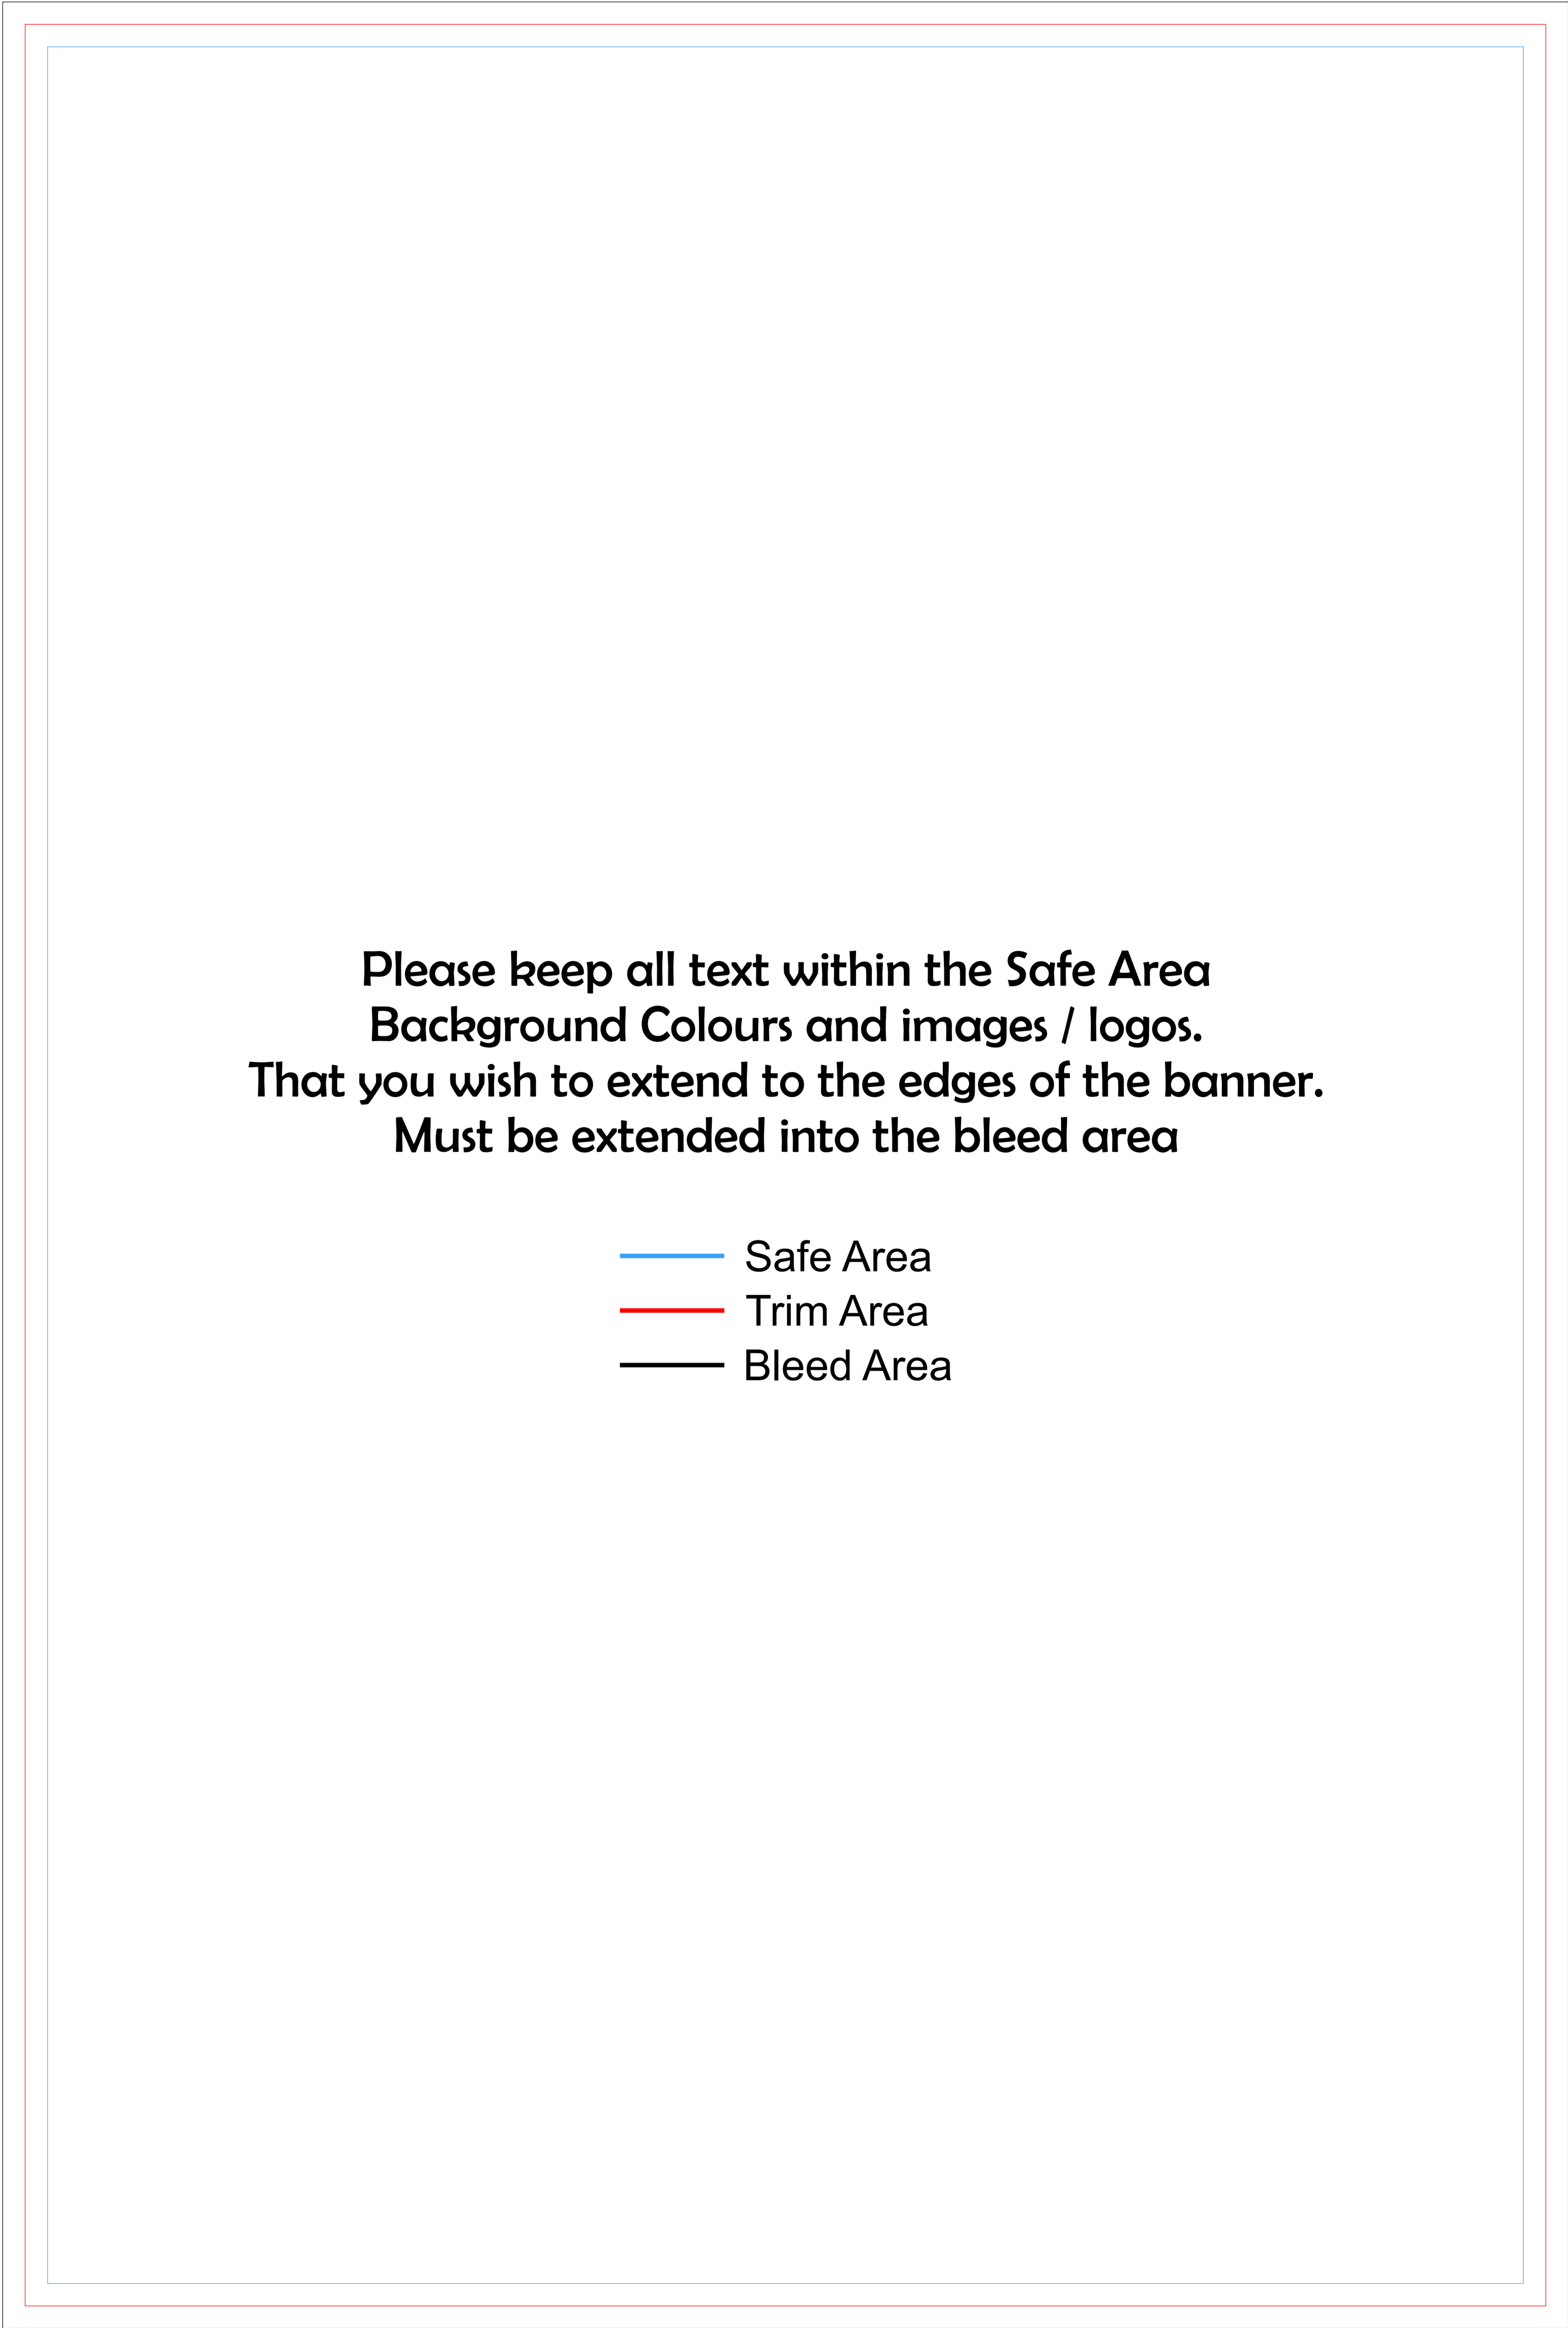 Please keep all text within the Safe Area
Background Colours and images / logos.
That you wish to extend to the edges of the banner.
Must be extended into the bleed area
Safe Area
Trim Area
Bleed Area